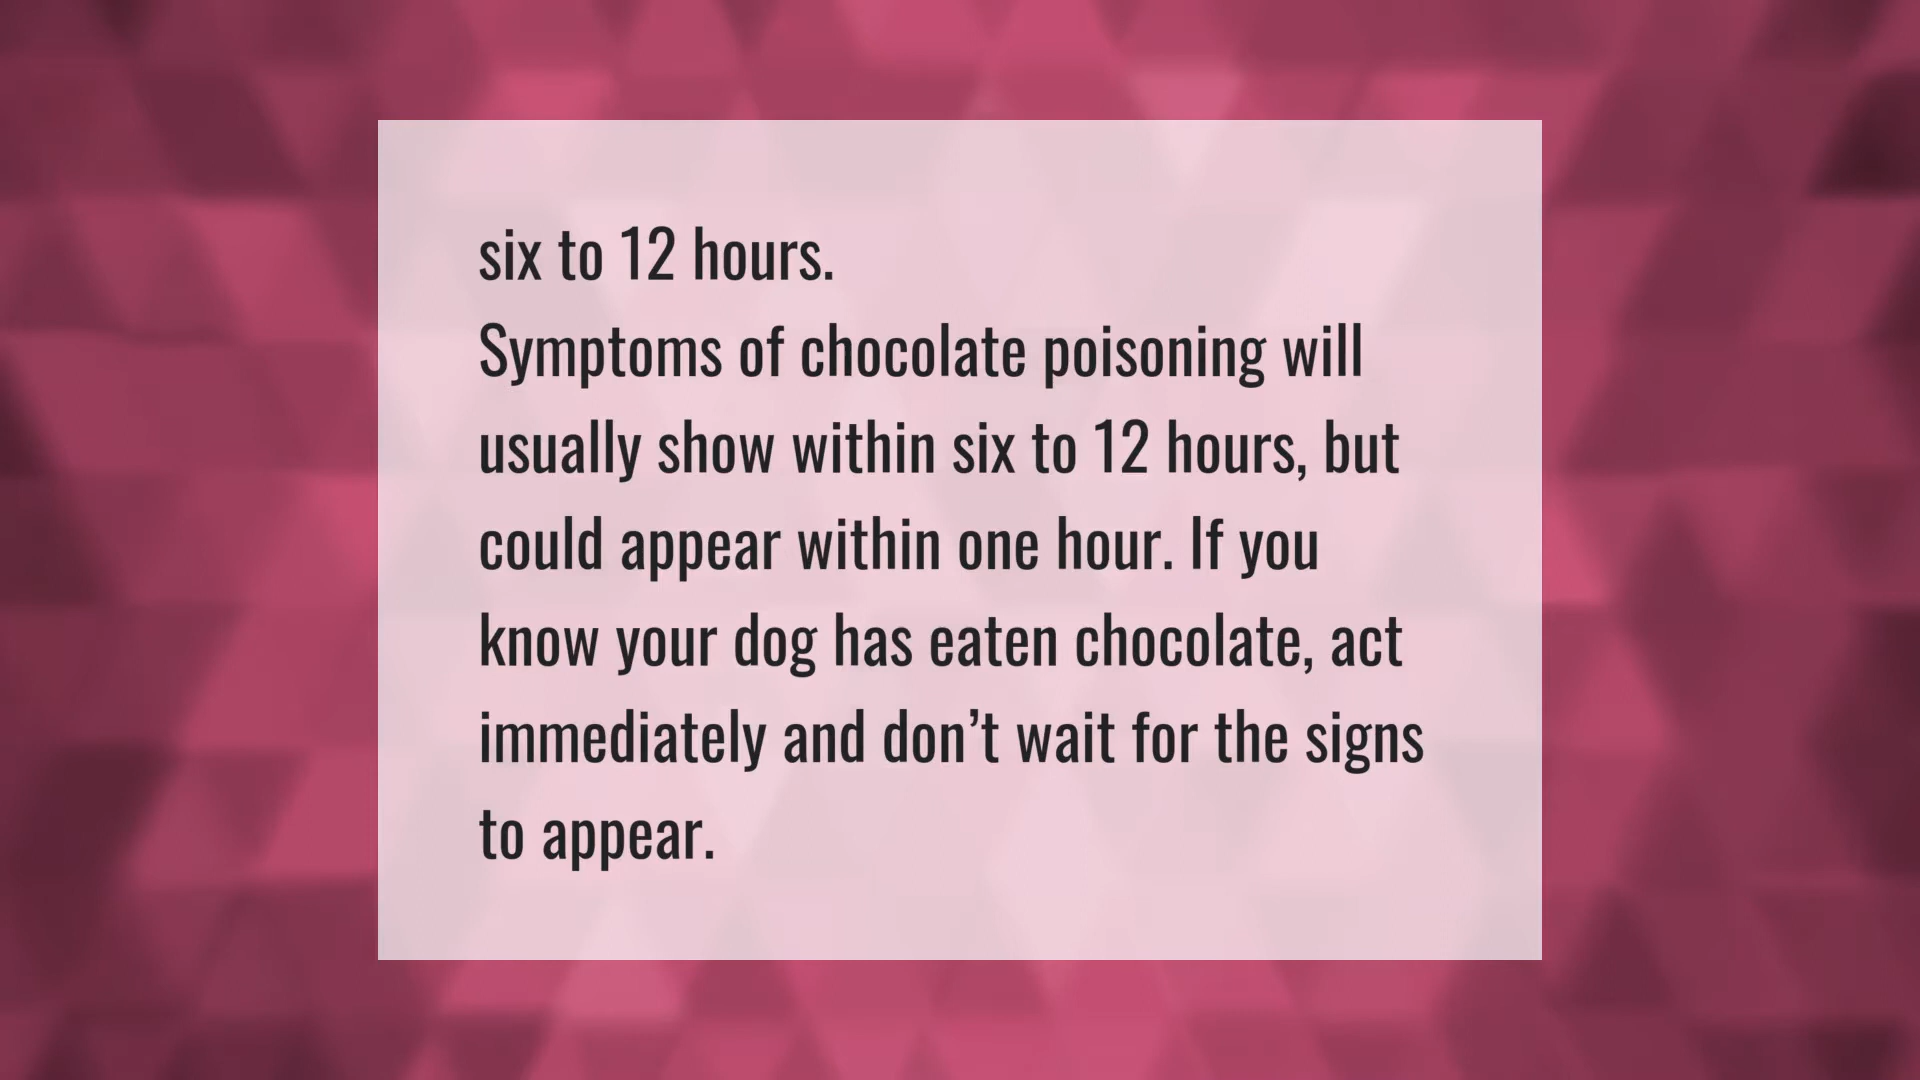 six to 12 hours.
Symptoms of chocolate poisoning will
usually show within six to 12 hours, but
could appear within one hour. If you
know your dog has eaten chocolate, act
immediately and don’t wait for the signs
to appear.